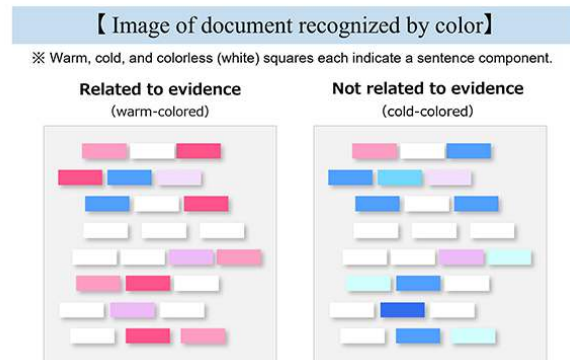 【 Image of document recognized by color】
※ Warm, cold, and colorless (white) squares each indicate a sentence component.
Related to evidence
(warm-colored)
Not related to evidence
(cold-colored)